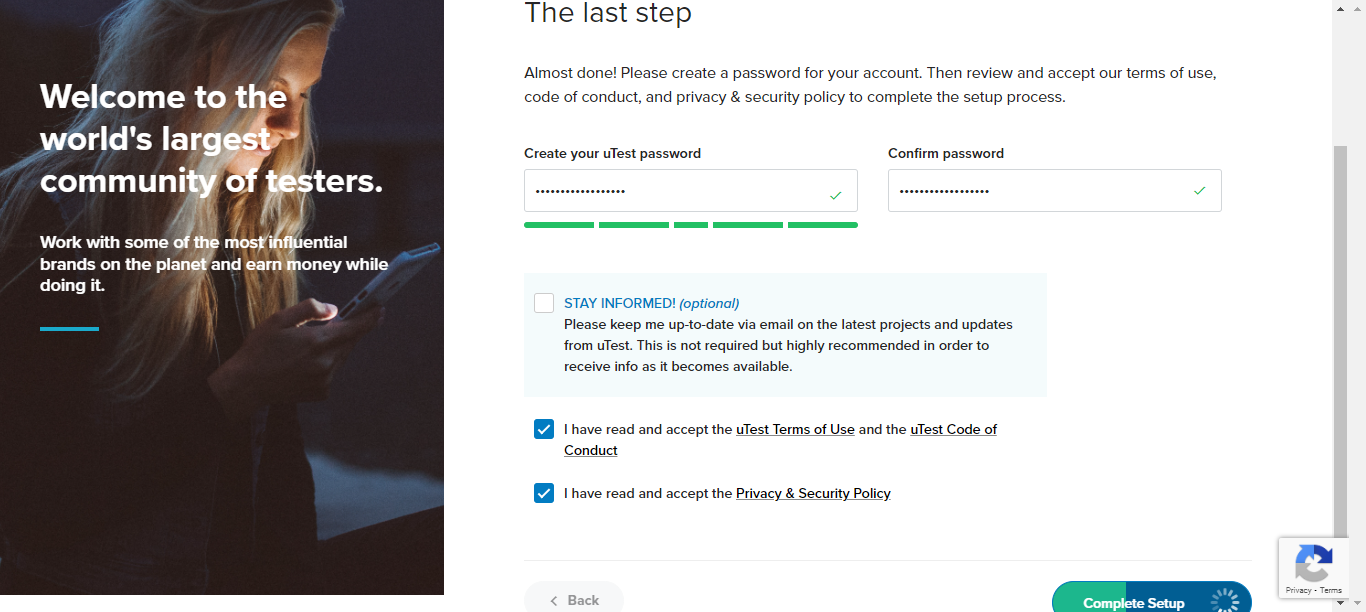 The last step
Welcome to the
world's largest
community of testers.
Work with some of the most influential
brands on the planet and earn money while
doing it.
Almost done! Please create a password for your account. Then review and accept our terms of use,
code of conduct, and privacy & security policy to complete the setup process.
Create your uTest password
Confirm password
STAY INFORMED! (optional)
Please keep me up-to-date via email on the latest projects and updates
from uTest. This is not required but highly recommended in order to
receive info as it becomes available.
I have read and accept the uTest Terms of Use and the uTest Code of
Conduct
I have read and accept the Privacy & Security Policy
Back
Complete Setup
Privacy - Terms